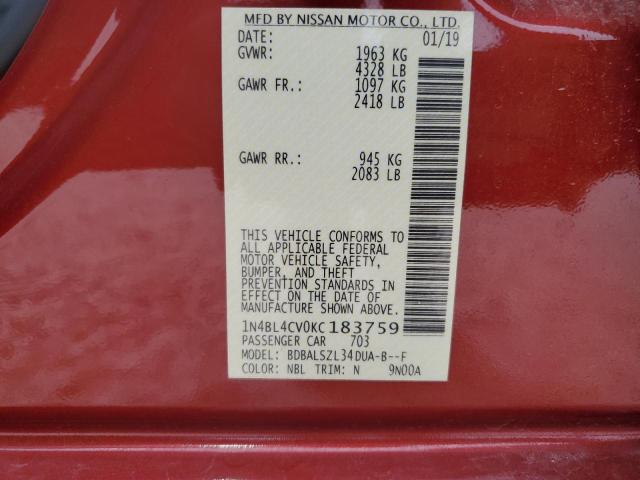 MFD BY NISSAN MOTOR CO., LTD.
DATE: 01/19
GVWR: 1963 KG
4328 LB
GAWR FR.: 1097 KG
2418 LB
GAWR RR.: 945 KG
2083 LB
THIS VEHICLE CONFORMS TO
ALL APPLICABLE FEDERAL
MOTOR VEHICLE SAFETY,
BUMPER, AND THEFT
PREVENTION STANDARDS IN
EFFECT ON THE DATE OF
MANUFACTURE SHOWN ABOVE.
1N4BL4CV0KC183759
PASSENGER CAR 703
MODEL: BDBALSZL34DUA-B--F
COLOR: NBL TRIM: N 9N00A